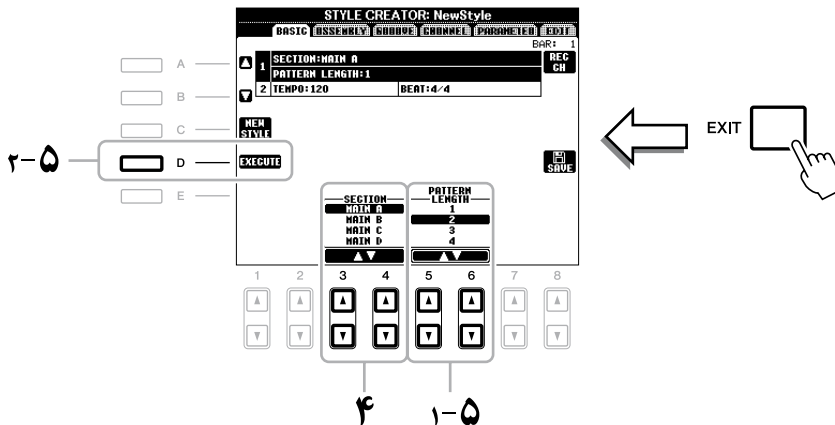 STYLE CREATOR: NewStyle
BASIC ASSEMBLY GROOVE CHANNEL PARAMETER EDIT
BAR: 1
A
1 SECTION:MAIN A
REC CH
PATTERN LENGTH:1
B
2 TEMPO:120 BEAT:4/4
C
NEW STYLE
EXIT
۲-۵
D
EXECUTE
SAVE
E
SECTION
PATTERN LENGTH
MAIN A 1
MAIN B 2
MAIN C 3
MAIN D 4
1 2 3 4 5 6 7 8
۴
۱-۵